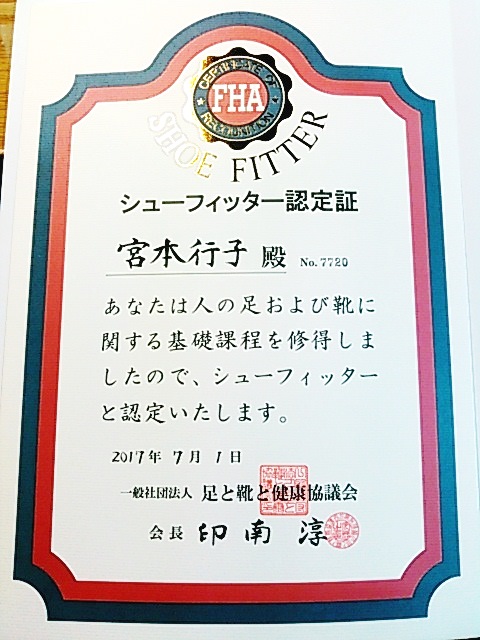 CERTIFICATE OF
FHA
RECOGNITION
SHOE FITTER
シューフィッター認定証
宮本行子 殿 No.7720
あなたは人の足および靴に
関する基礎課程を修得しま
したので、シューフィッター
と認定いたします。
2017年 7月 1日
一般社団法人 足と靴と健康協議会
会長 印南 淳